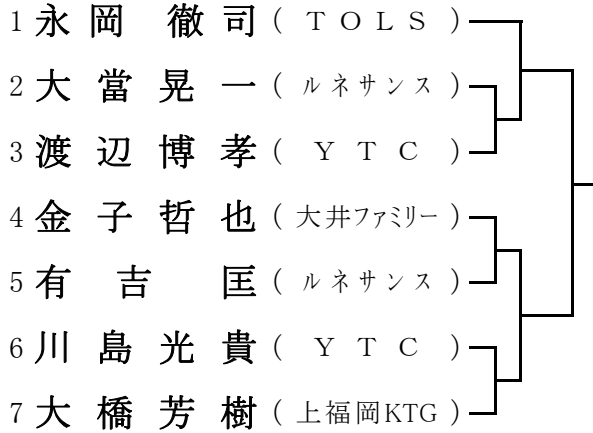 1 永岡 徹司 ( TOLS )
2 大當晃一 ( ルネサンス )
3 渡辺博孝 ( YTC )
4 金子哲也 ( 大井ファミリー )
5 有吉 匡 ( ルネサンス )
6 川島光貴 ( YTC )
7 大橋芳樹 ( 上福岡KTG )